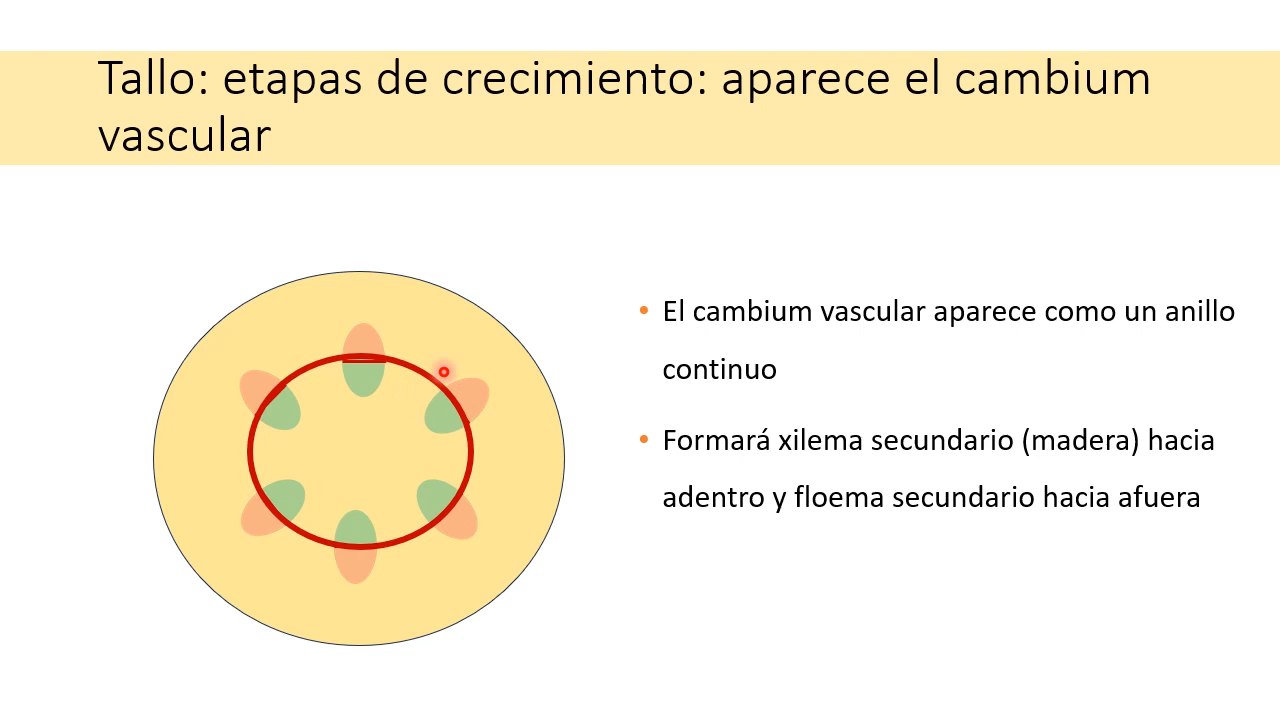 Tallo: etapas de crecimiento: aparece el cambium
vascular
• El cambium vascular aparece como un anillo
continuo
• Formará xilema secundario (madera) hacia
adentro y floema secundario hacia afuera